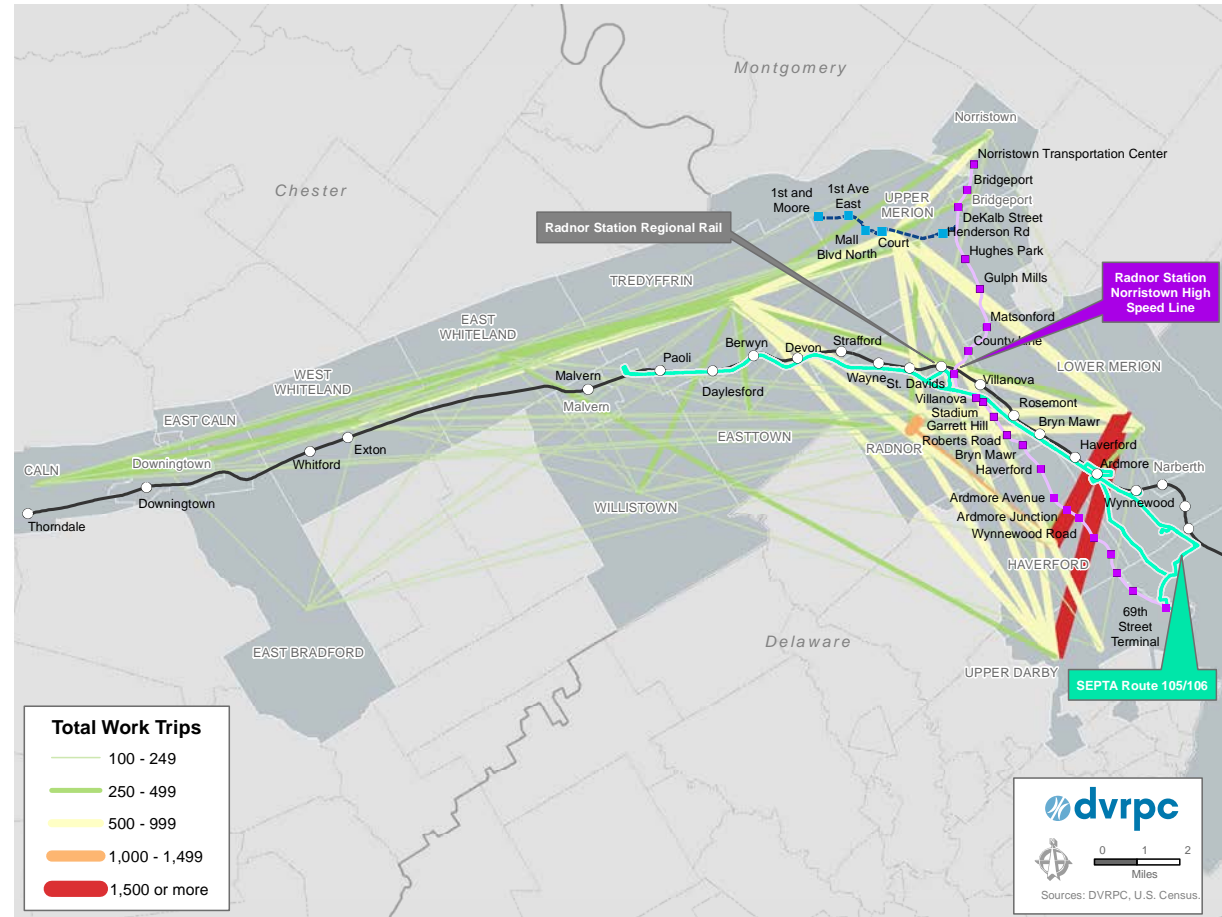 Montgomery
Norristown
Norristown Transportation Center
Bridgeport
Bridgeport
Chester
1st and
Moore
1st Ave
East
UPPER
MERION
DeKalb Street
Henderson Rd
Radnor Station Regional Rail
Mall
Blvd North
Court
Hughes Park
TREDYFFRIN
Gulph Mills
Radnor Station
Norristown High
Speed Line
EAST
WHITELAND
Matsonford
County Line
Strafford
Devon
Berwyn
Paoli
LOWER MERION
WEST
WHITELAND
Malvern
Malvern
Daylesford
Wayne
St. Davids
Villanova
Villanova
Stadium
Rosemont
EAST CALN
Garrett Hill
Bryn Mawr
EASTTOWN
RADNOR
Roberts Road
Bryn Mawr
Haverford
Haverford
Ardmore
Narberth
Exton
Whitford
CALN
Downingtown
Downingtown
Thorndale
WILLISTOWN
Ardmore Avenue
Wynnewood
Ardmore Junction
Wynnewood Road
HAVERFORD
69th
Street
Terminal
Delaware
EAST BRADFORD
UPPER DARBY
SEPTA Route 105/106
Total Work Trips
100 - 249
250 - 499
500 - 999
1,000 - 1,499
1,500 or more
dvrpc
0 1 2
Miles
Sources: DVRPC, U.S. Census.